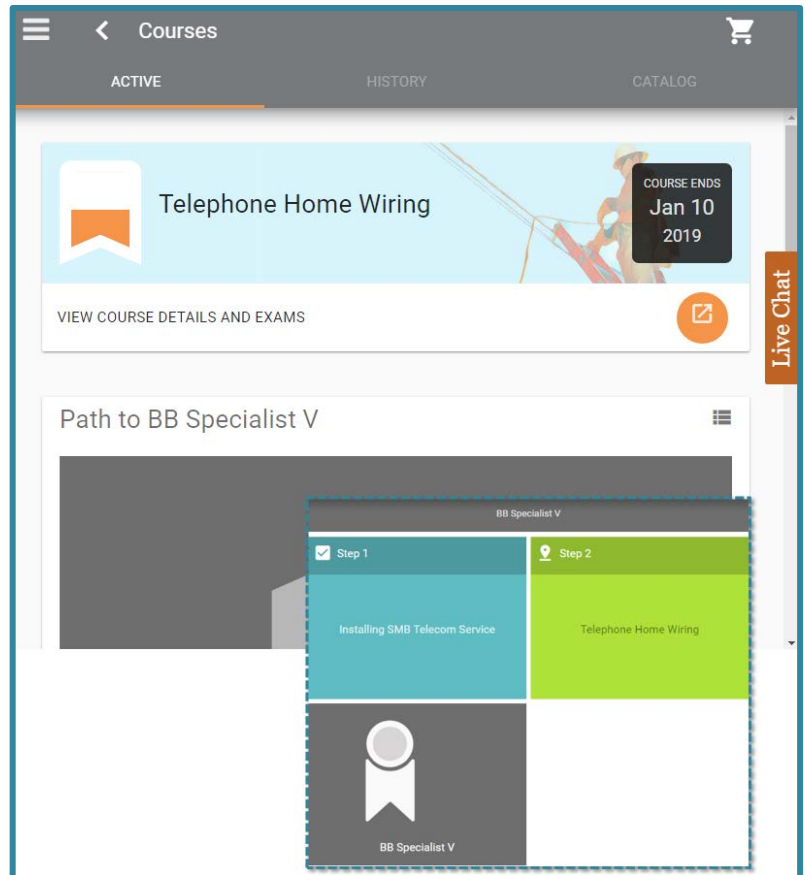 Courses
ACTIVE
HISTORY
CATALOG
Telephone Home Wiring
COURSE ENDS
Jan 10
2019
VIEW COURSE DETAILS AND EXAMS
Live Chat
Path to BB Specialist V
BB Specialist V
Step 1
Step 2
Installing SMB Telecom Service
Telephone Home Wiring
BB Specialist V